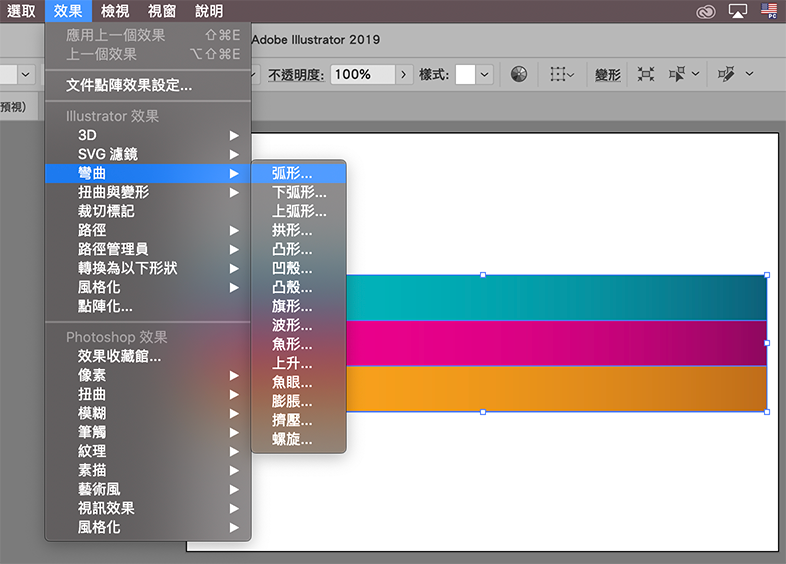 選取 效果 檢視 視窗 說明
PC
應用上一個效果 ⇧⌘E
上一個效果 ⌥⇧⌘E
Adobe Illustrator 2019
不透明度: 100% 樣式: 變形
文件點陣效果設定...
預視)
Illustrator 效果
3D
SVG 濾鏡
彎曲
扭曲與變形
裁切標記
路徑
路徑管理員
轉換為以下形狀
風格化
點陣化...
弧形...
下弧形...
上弧形...
拱形...
凸形...
凹殼...
凸殼...
旗形...
波形...
魚形...
上升...
魚眼...
膨脹...
擠壓...
螺旋...
Photoshop 效果
效果收藏館...
像素
扭曲
模糊
筆觸
紋理
素描
藝術風
視訊效果
風格化